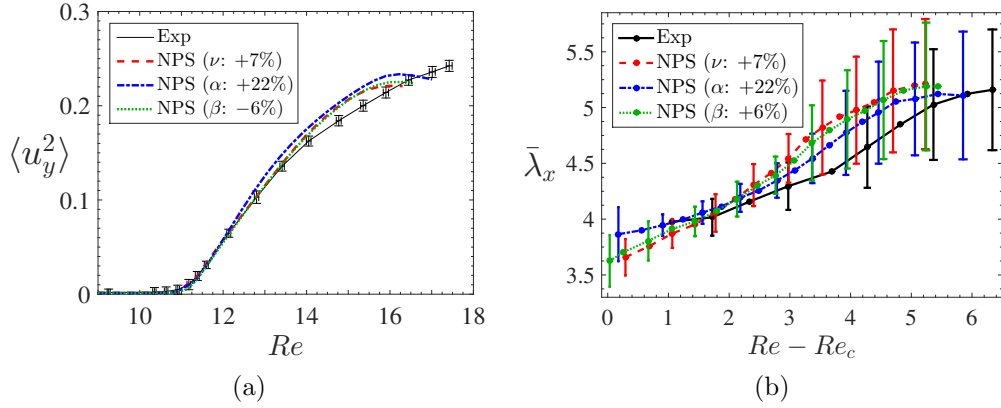 0.3
0.2
0.1
0
⟨u_y^2⟩
Exp
NPS (ν: +7%)
NPS (α: +22%)
NPS (β: −6%)
10 12 14 16 18
Re
(a)
5.5
5
4.5
4
3.5
λ̄_x
Exp
NPS (ν: +7%)
NPS (α: +22%)
NPS (β: +6%)
0 1 2 3 4 5 6
Re − Re_c
(b)